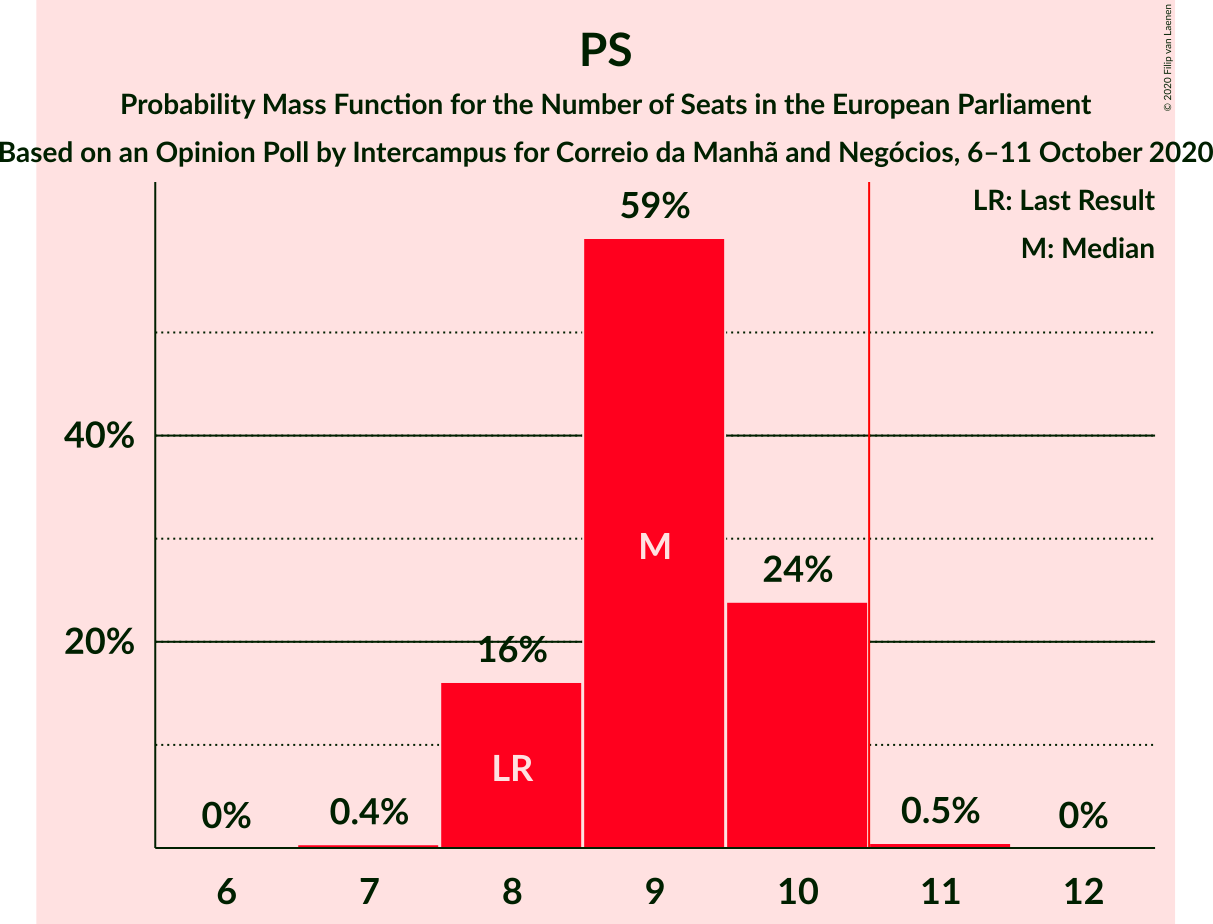 PS
Probability Mass Function for the Number of Seats in the European Parliament
Based on an Opinion Poll by Intercampus for Correio da Manhã and Negócios, 6–11 October 2020
© 2020 Filip van Laenen
LR: Last Result
M: Median
59%
40%
M
24%
20%
16%
LR
0%
0.4%
0.5%
0%
6 7 8 9 10 11 12